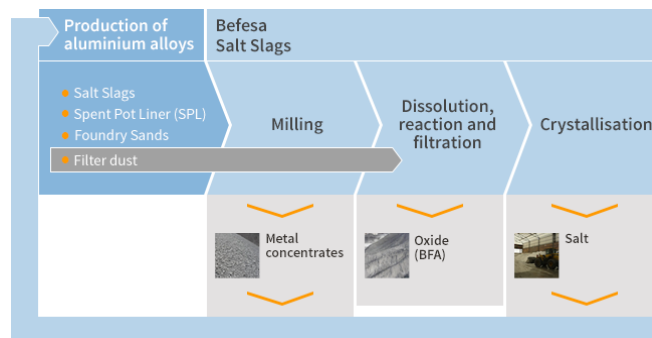 Production of
aluminium alloys
Befesa
Salt Slags
Salt Slags
Spent Pot Liner (SPL)
Foundry Sands
Filter dust
Milling
Dissolution,
reaction and
filtration
Crystallisation
Metal
concentrates
Oxide
(BFA)
Salt